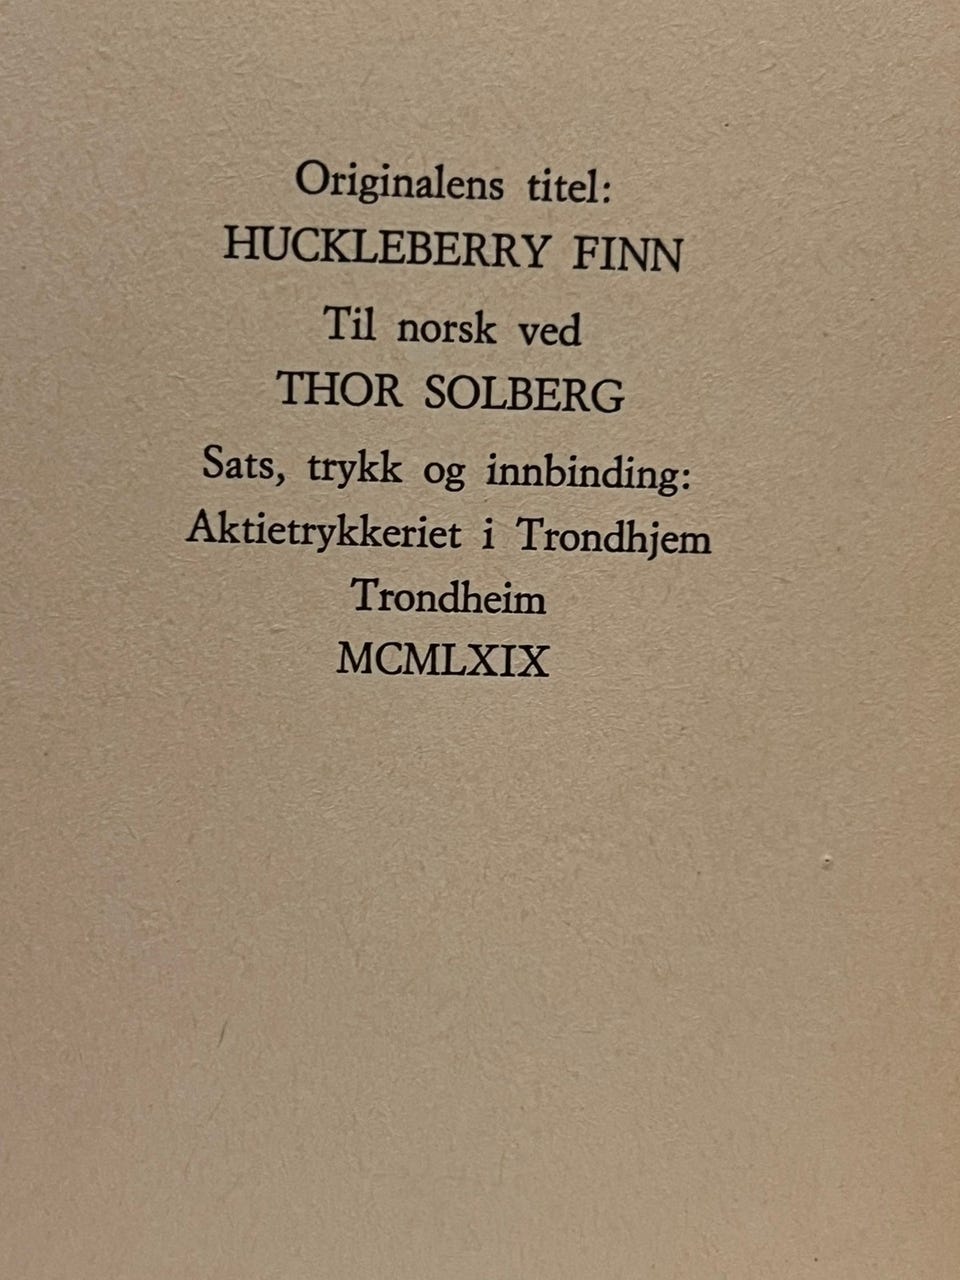 Originalens titel:
HUCKLEBERRY FINN
Til norsk ved
THOR SOLBERG
Sats, trykk og innbinding:
Aktietrykkeriet i Trondhjem
Trondheim
MCMLXIX